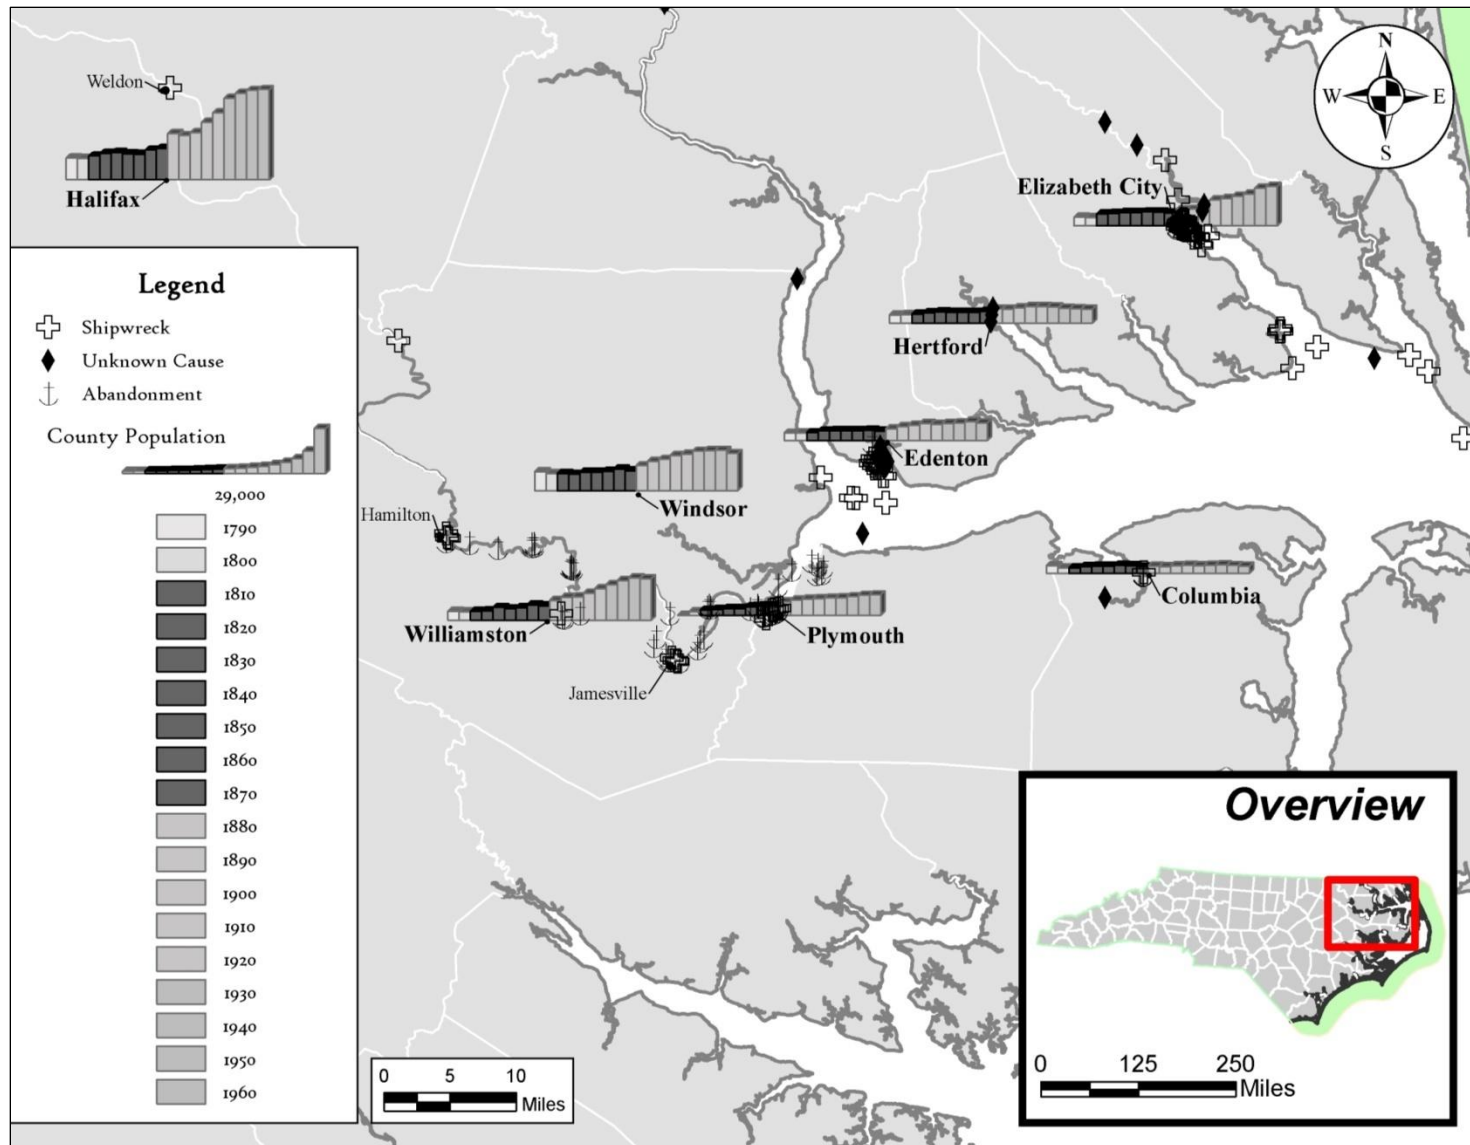 Weldon
Halifax
N
W E
S
Elizabeth City
Hertford
Edenton
Windsor
Hamilton
Williamston
Plymouth
Columbia
Jamesville
Legend
Shipwreck
Unknown Cause
Abandonment
County Population
29,000
1790
1800
1810
1820
1830
1840
1850
1860
1870
1880
1890
1900
1910
1920
1930
1940
1950
1960
0 5 10
Miles
Overview
0 125 250
Miles